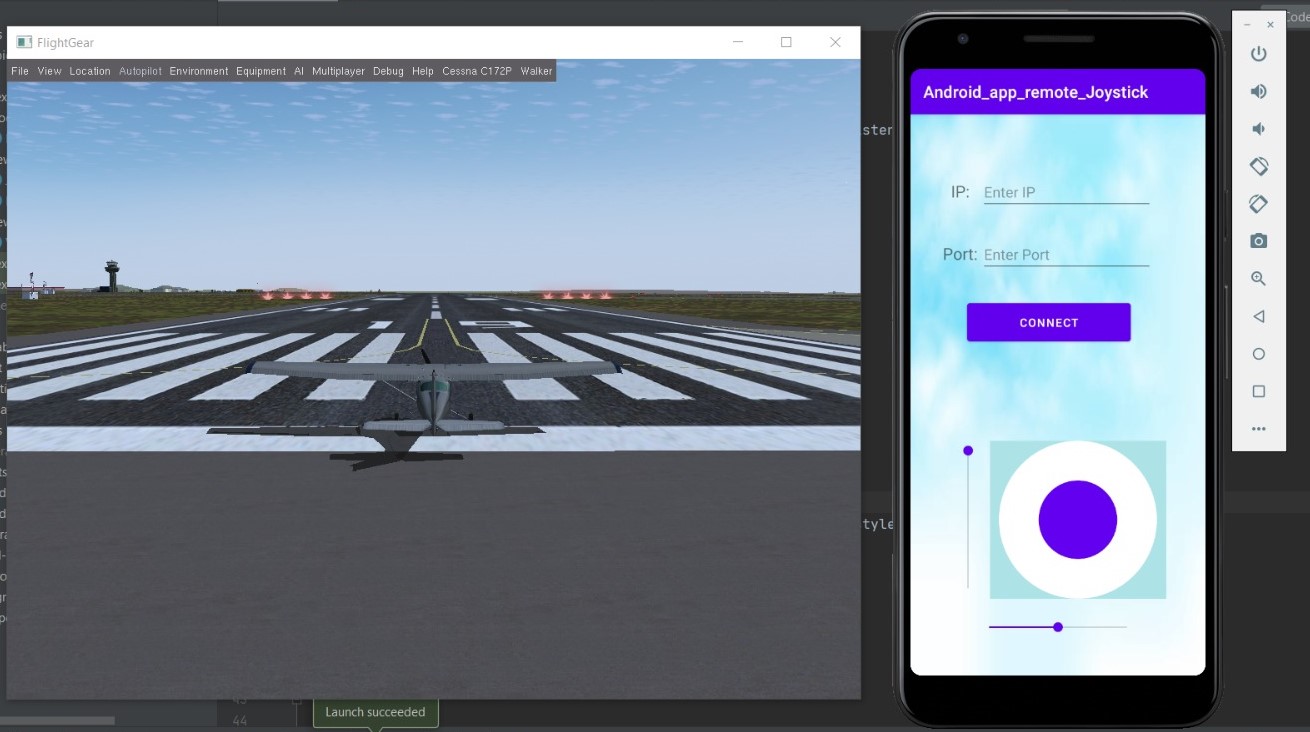 FlightGear
File View Location Autopilot Environment Equipment AI Multiplayer Debug Help Cessna C172P Walker
Android_app_remote_Joystick
IP: Enter IP
Port: Enter Port
CONNECT
Launch succeeded
44